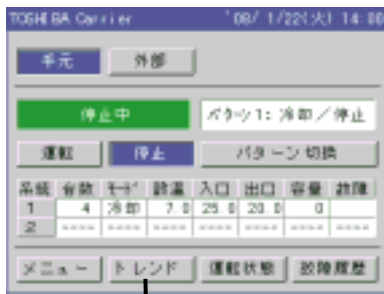 TOSHIBA Carrier '08/ 1/22(火) 14:00
手元 外部
停止中 パターン1: 冷却/停止
運転 停止 パターン切換
系統 台数 モード 設温 入口 出口 容量 故障
1 4 冷却 7.0 25.0 20.0 0
2 ---- ---- ---- ---- ---- ---- ----
メニュー トレンド 運転状態 故障履歴